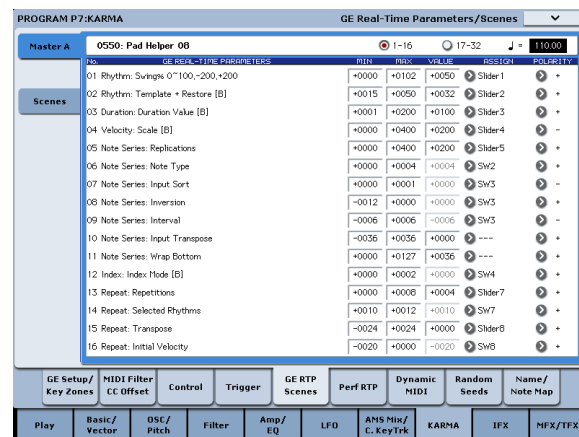 PROGRAM P7:KARMA GE Real-Time Parameters/Scenes
Master A 0550: Pad Helper 08 1-16 17-32 ♩ = 110.00
No. GE REAL-TIME PARAMETERS MIN MAX VALUE ASSIGN POLARITY
01 Rhythm: Swing% 0~100,-200,+200 +0000 +0102 +0050 Slider1 +
02 Rhythm: Template + Restore [B] +0015 +0050 +0032 Slider2 +
Scenes
03 Duration: Duration Value [B] +0001 +0200 +0100 Slider3 +
04 Velocity: Scale [B] +0000 +0400 +0200 Slider4 -
05 Note Series: Replications +0000 +0400 +0200 Slider5 +
06 Note Series: Note Type +0000 +0004 +0004 SW2 +
07 Note Series: Input Sort +0000 +0001 +0000 SW3 -
08 Note Series: Inversion -0012 +0000 +0000 SW3 +
09 Note Series: Interval -0006 +0006 -0006 SW3 -
10 Note Series: Input Transpose -0036 +0036 +0000 --- +
11 Note Series: Wrap Bottom +0000 +0127 +0036 --- +
12 Index: Index Mode [B] +0000 +0002 +0000 SW4 +
13 Repeat: Repetitions +0000 +0008 +0004 Slider7 +
14 Repeat: Selected Rhythms +0010 +0012 +0010 SW7 +
15 Repeat: Transpose -0024 +0024 +0000 Slider8 +
16 Repeat: Initial Velocity -0020 +0000 -0020 SW8 +
GE Setup/ Key Zones MIDI Filter CC Offset Control Trigger GE RTP Scenes Perf RTP Dynamic MIDI Random Seeds Name/ Note Map
Play Basic/ Vector OSC/ Pitch Filter Amp/ EQ LFO AMS Mix/ C. KeyTrk KARMA IFX MFX/TFX